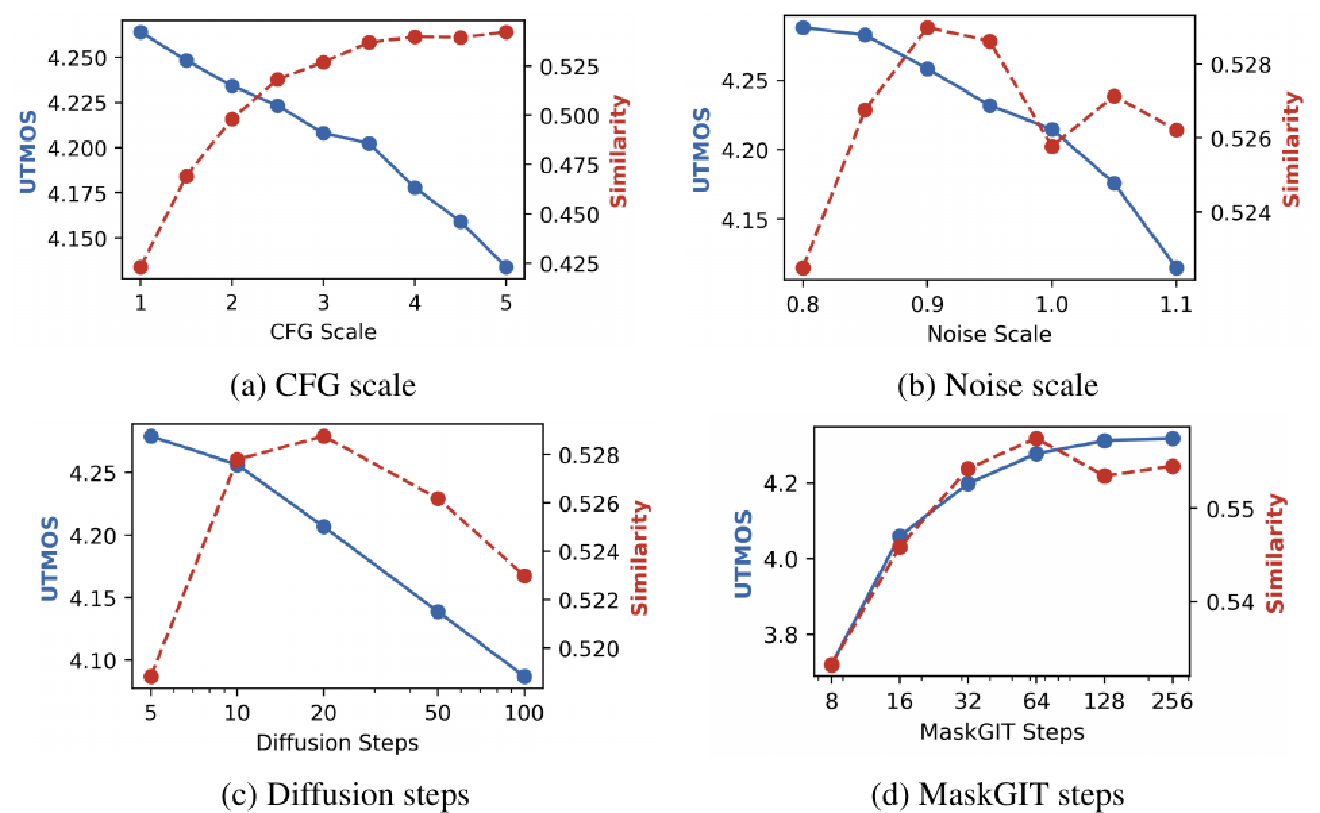 4.250
4.225
4.200
4.175
4.150
UTMOS
0.525
0.500
0.475
0.450
0.425
Similarity
1 2 3 4 5
CFG Scale
(a) CFG scale
4.25
4.20
4.15
UTMOS
0.528
0.526
0.524
Similarity
0.8 0.9 1.0 1.1
Noise Scale
(b) Noise scale
4.25
4.20
4.15
4.10
UTMOS
0.528
0.526
0.524
0.522
0.520
Similarity
5 10 20 50 100
Diffusion Steps
(c) Diffusion steps
4.2
4.0
3.8
UTMOS
0.55
0.54
Similarity
8 16 32 64 128 256
MaskGIT Steps
(d) MaskGIT steps